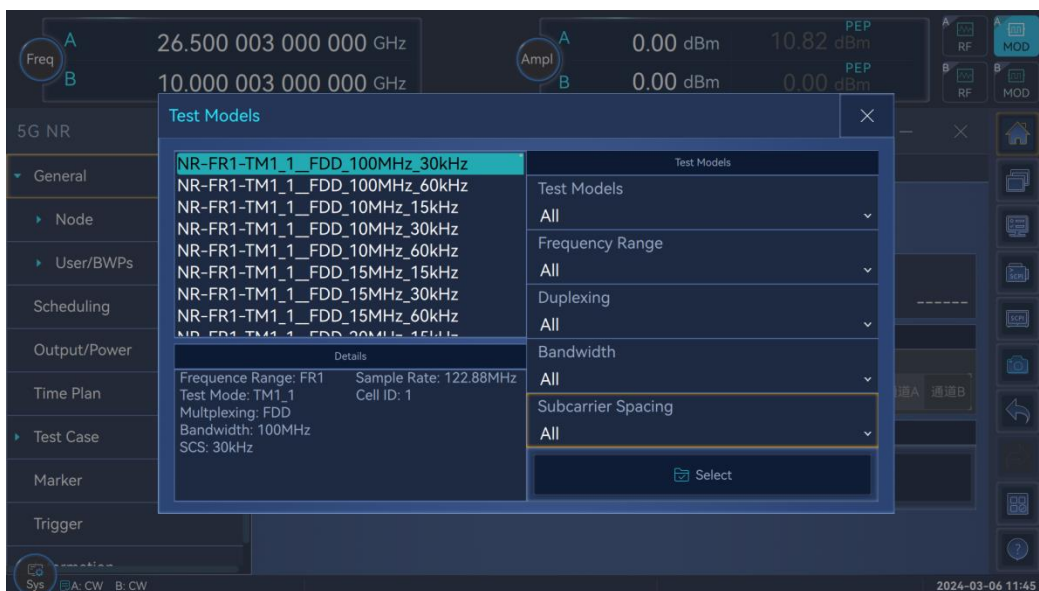 Freq
A
26.500 003 000 000 GHz
B
10.000 003 000 000 GHz
Ampl
A
0.00 dBm
PEP
10.82 dBm
B
0.00 dBm
PEP
0.00 dBm
A
RF
A
MOD
B
RF
B
MOD
5G NR
General
Node
User/BWPs
Scheduling
Output/Power
Time Plan
Test Case
Marker
Trigger
Test Models
NR-FR1-TM1_1__FDD_100MHz_30kHz
NR-FR1-TM1_1__FDD_100MHz_60kHz
NR-FR1-TM1_1__FDD_10MHz_15kHz
NR-FR1-TM1_1__FDD_10MHz_30kHz
NR-FR1-TM1_1__FDD_10MHz_60kHz
NR-FR1-TM1_1__FDD_15MHz_15kHz
NR-FR1-TM1_1__FDD_15MHz_30kHz
NR-FR1-TM1_1__FDD_15MHz_60kHz
NR-FR1-TM1_1__FDD_20MHz_15kHz
Details
Frequence Range: FR1 Sample Rate: 122.88MHz
Test Mode: TM1_1 Cell ID: 1
Multplexing: FDD
Bandwidth: 100MHz
SCS: 30kHz
Test Models
Test Models
All
Frequency Range
All
Duplexing
All
Bandwidth
All
Subcarrier Spacing
All
Select
------
道A 通道B
SCPI
SCPI
Sys
A: CW B: CW
2024-03-06 11:45